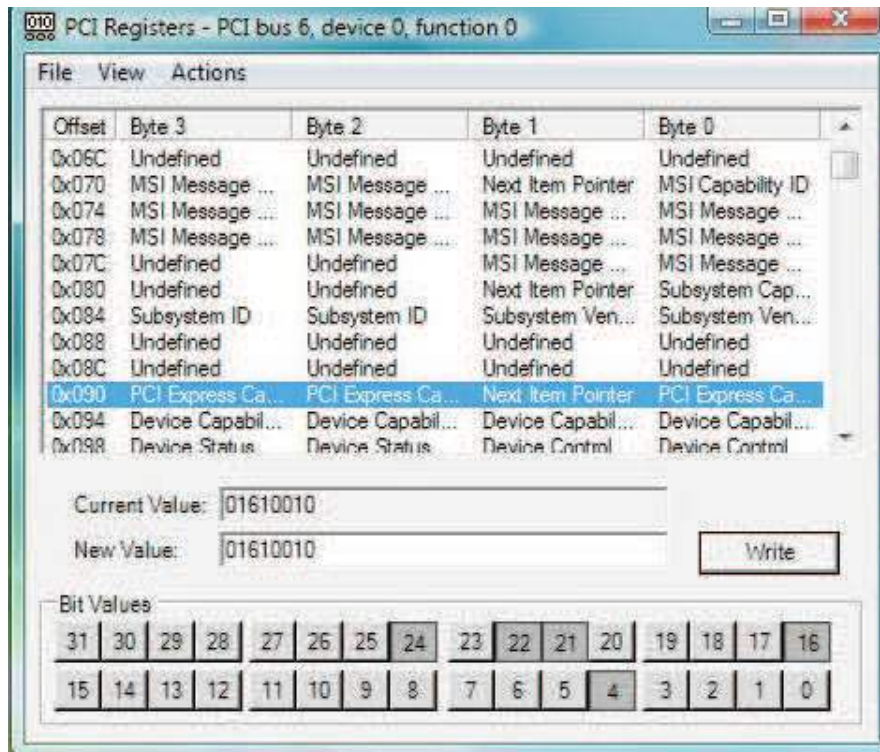 PCI Registers - PCI bus 6, device 0, function 0
File View Actions
Offset Byte 3 Byte 2 Byte 1 Byte 0
0x06C Undefined Undefined Undefined Undefined
0x070 MSI Message ... MSI Message ... Next Item Pointer MSI Capability ID
0x074 MSI Message ... MSI Message ... MSI Message ... MSI Message ...
0x078 MSI Message ... MSI Message ... MSI Message ... MSI Message ...
0x07C Undefined Undefined MSI Message ... MSI Message ...
0x080 Undefined Undefined Next Item Pointer Subsystem Cap...
0x084 Subsystem ID Subsystem ID Subsystem Ven... Subsystem Ven...
0x088 Undefined Undefined Undefined Undefined
0x08C Undefined Undefined Undefined Undefined
0x090 PCI Express Ca... PCI Express Ca... Next Item Pointer PCI Express Ca...
0x094 Device Capabil... Device Capabil... Device Capabil... Device Capabil...
0x098 Device Status Device Status Device Control Device Control
Current Value: 01610010
New Value: 01610010
Write
Bit Values
31 30 29 28 27 26 25 24 23 22 21 20 19 18 17 16
15 14 13 12 11 10 9 8 7 6 5 4 3 2 1 0